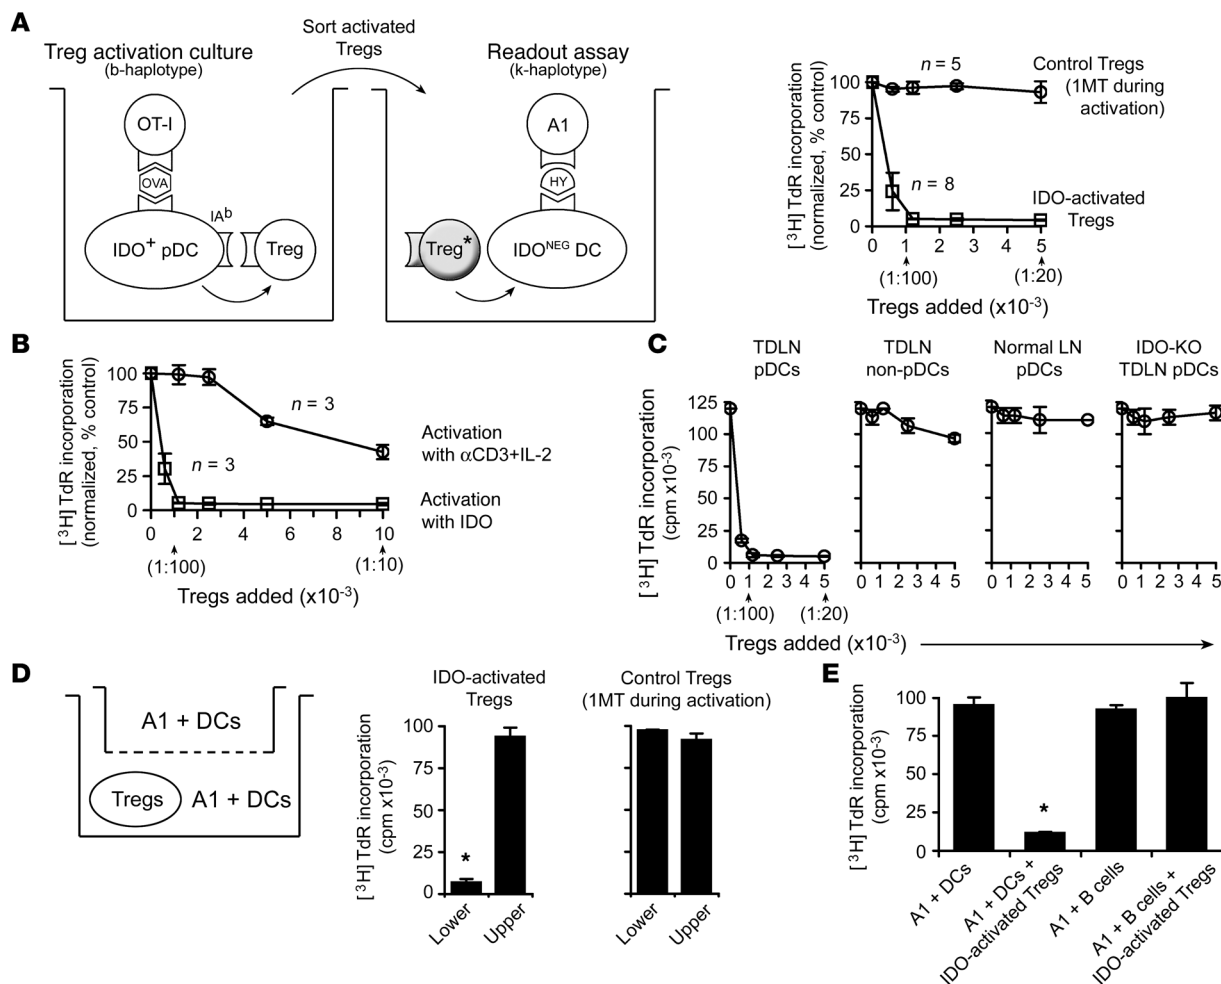 A
Treg activation culture
(b-haplotype)
Sort activated
Tregs
Readout assay
(k-haplotype)
OT-I
OVA
IDO+ pDC
IAb
Treg
A1
HY
Treg*
IDONEG DC
[3H] TdR incorporation
(normalized, % control)
100
75
50
25
0
n = 5
n = 8
Control Tregs
(1MT during
activation)
IDO-activated
Tregs
0 1 2 3 4 5
(1:100) (1:20)
Tregs added (x10-3)
B
[3H] TdR incorporation
(normalized, % control)
100
75
50
25
0
n = 3
n = 3
Activation
with αCD3+IL-2
Activation
with IDO
0 2 4 6 8 10
(1:100) (1:10)
Tregs added (x10-3)
C
TDLN
pDCs
TDLN
non-pDCs
Normal LN
pDCs
IDO-KO
TDLN pDCs
[3H] TdR incorporation
(cpm x10-3)
125
100
75
50
25
0
0 1 2 3 4 5
0 1 2 3 4 5
0 1 2 3 4 5
0 1 2 3 4 5
(1:100) (1:20)
Tregs added (x10-3)
D
A1 + DCs
Tregs
A1 + DCs
IDO-activated
Tregs
Control Tregs
(1MT during activation)
[3H] TdR incorporation
(cpm x10-3)
100
75
50
25
0
*
Lower
Upper
Lower
Upper
E
[3H] TdR incorporation
(cpm x10-3)
100
75
50
25
0
*
A1 + DCs
A1 + DCs +
IDO-activated Tregs
A1 + B cells
A1 + B cells +
IDO-activated Tregs